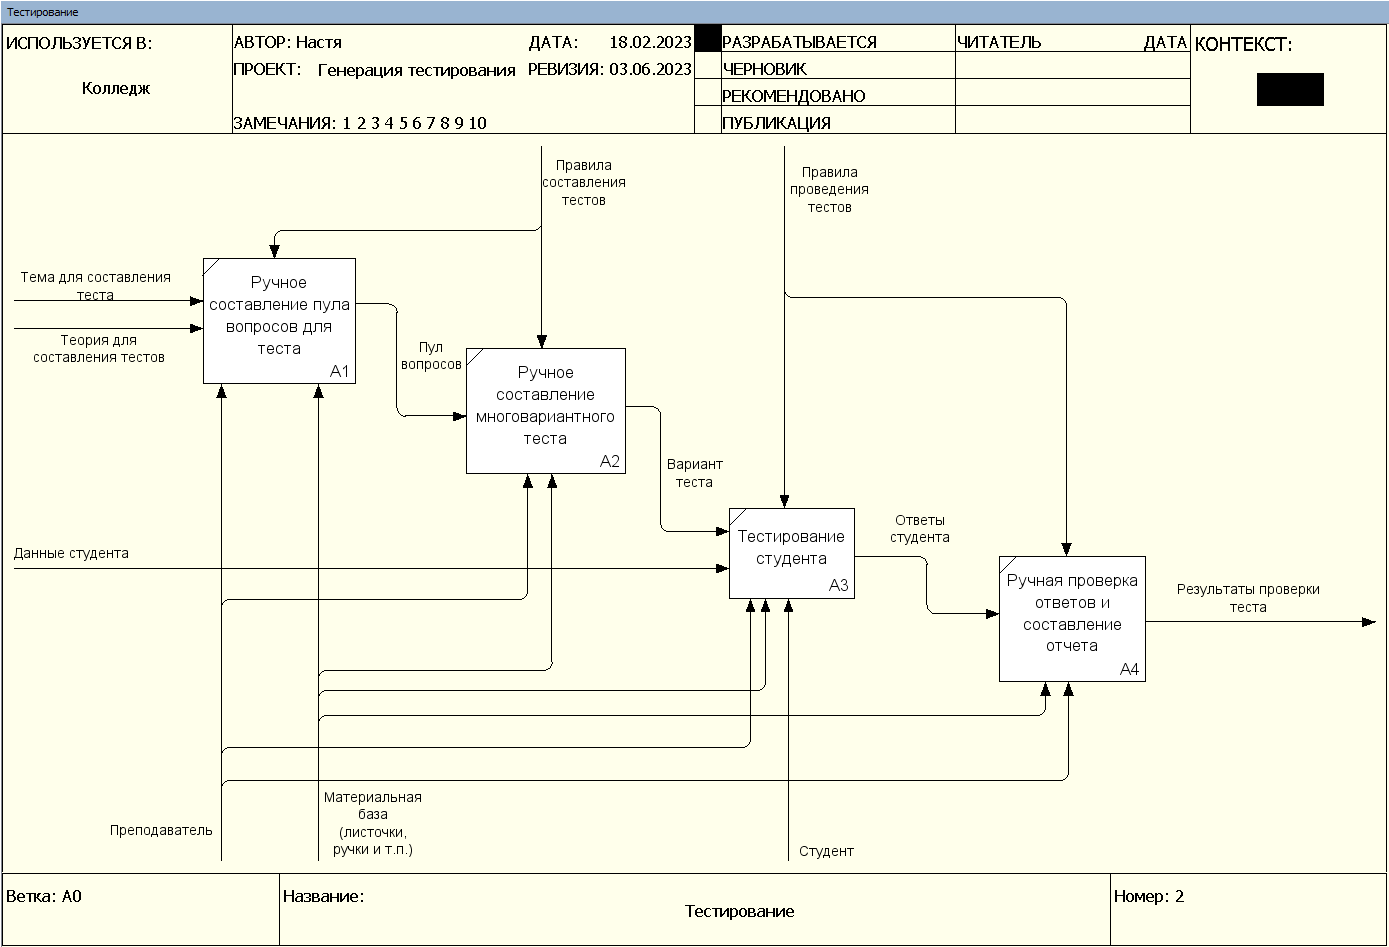 Тестирование
ИСПОЛЬЗУЕТСЯ В:
Колледж
АВТОР: Настя
ДАТА: 18.02.2023
ПРОЕКТ: Генерация тестирования
РЕВИЗИЯ: 03.06.2023
ЗАМЕЧАНИЯ: 1 2 3 4 5 6 7 8 9 10
РАЗРАБАТЫВАЕТСЯ
ЧЕРНОВИК
РЕКОМЕНДОВАНО
ПУБЛИКАЦИЯ
ЧИТАТЕЛЬ
ДАТА
КОНТЕКСТ:
Правила
составления
тестов
Правила
проведения
тестов
Тема для составления
теста
Теория для
составления тестов
Ручное
составление пула
вопросов для
теста
A1
Пул
вопросов
Ручное
составление
многовариантного
теста
A2
Вариант
теста
Данные студента
Тестирование
студента
A3
Ответы
студента
Ручная проверка
ответов и
составление
отчета
A4
Результаты проверки
теста
Преподаватель
Материальная
база
(листочки,
ручки и т.п.)
Студент
Ветка: A0
Название:
Тестирование
Номер: 2